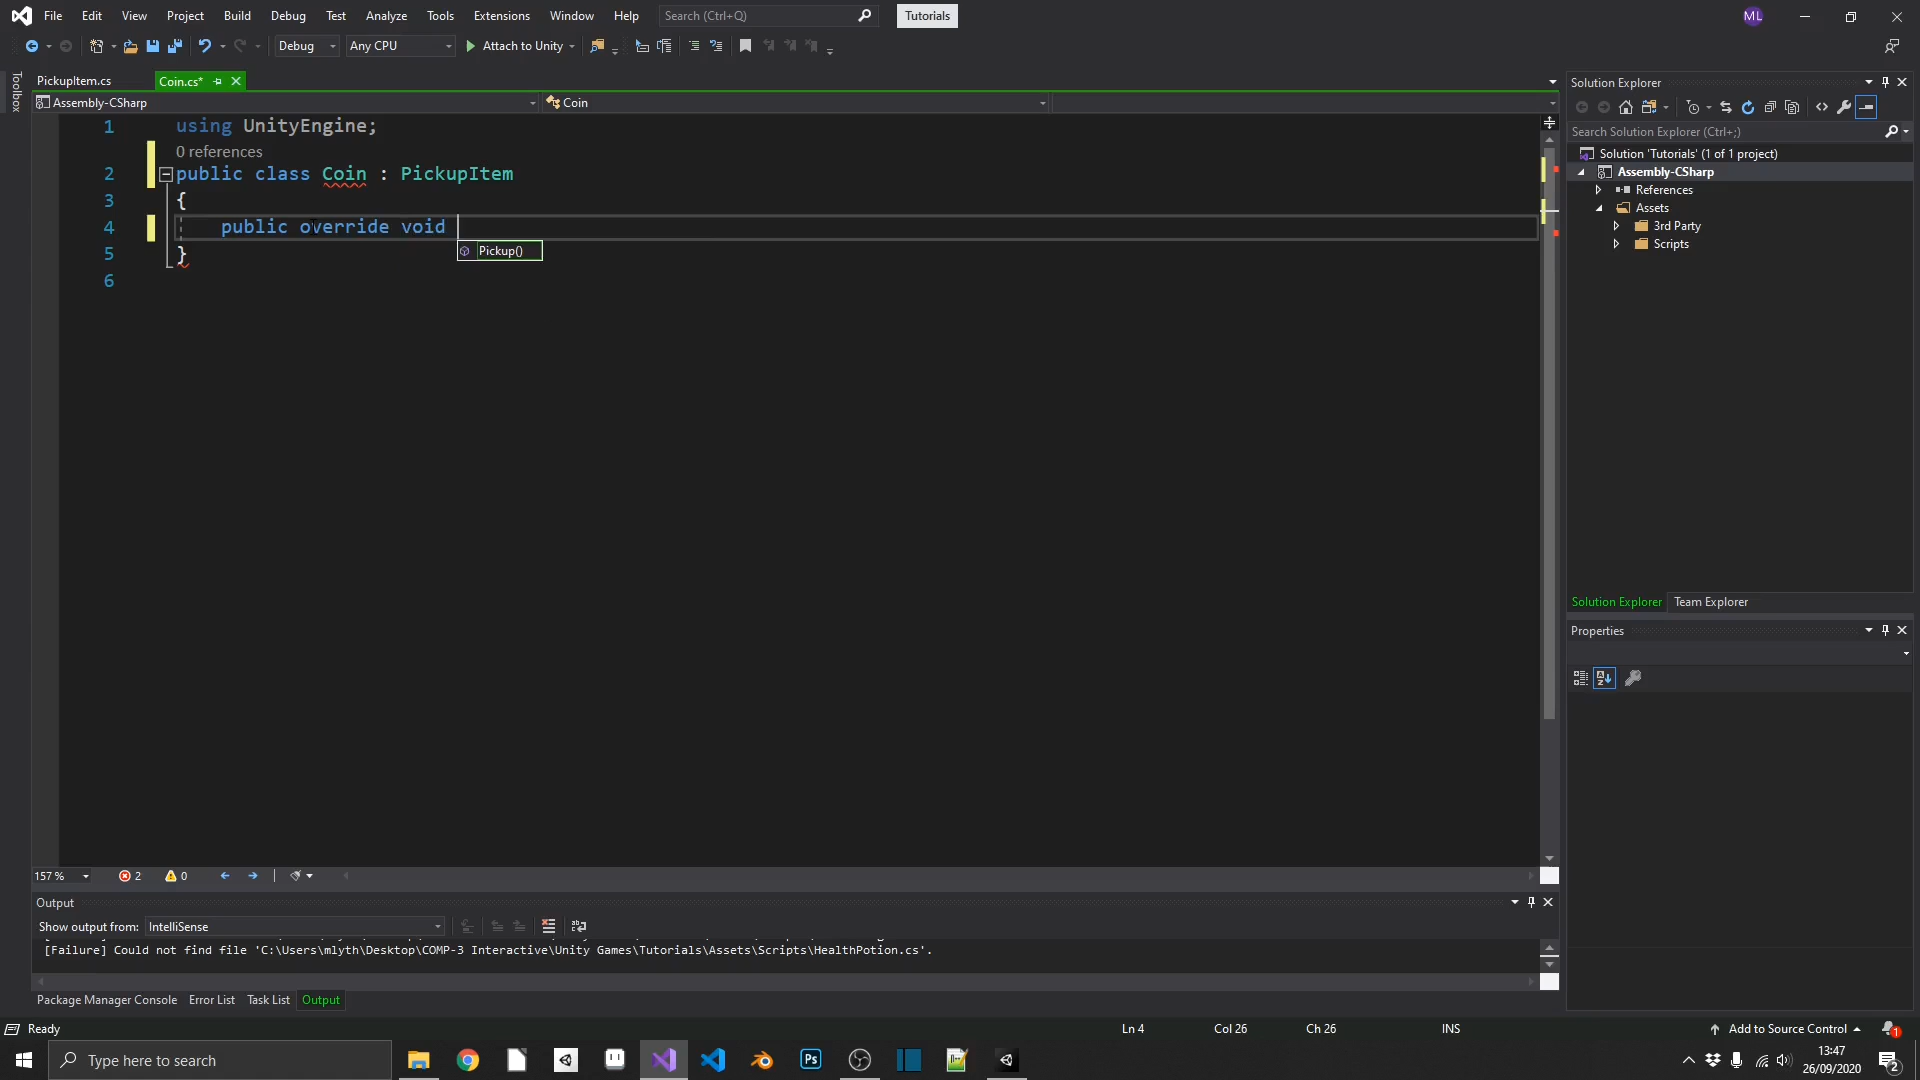 File Edit View Project Build Debug Test Analyze Tools Extensions Window Help Search (Ctrl+Q) Tutorials ML
Debug Any CPU Attach to Unity
Toolbox
PickupItem.cs Coin.cs*
Assembly-CSharp Coin
1 using UnityEngine;
0 references
2 public class Coin : PickupItem
3 {
4 public override void
Pickup()
5 }
6
Solution Explorer
Search Solution Explorer (Ctrl+;)
Solution 'Tutorials' (1 of 1 project)
Assembly-CSharp
References
Assets
3rd Party
Scripts
Solution Explorer Team Explorer
Properties
157 % 2 0
Output
Show output from: IntelliSense
[Failure] Could not find file 'C:\Users\mlyth\Desktop\COMP-3 Interactive\Unity Games\Tutorials\Assets\Scripts\HealthPotion.cs'.
Package Manager Console Error List Task List Output
Ready Ln 4 Col 26 Ch 26 INS Add to Source Control 1
Type here to search Ps 13:47
26/09/2020 2